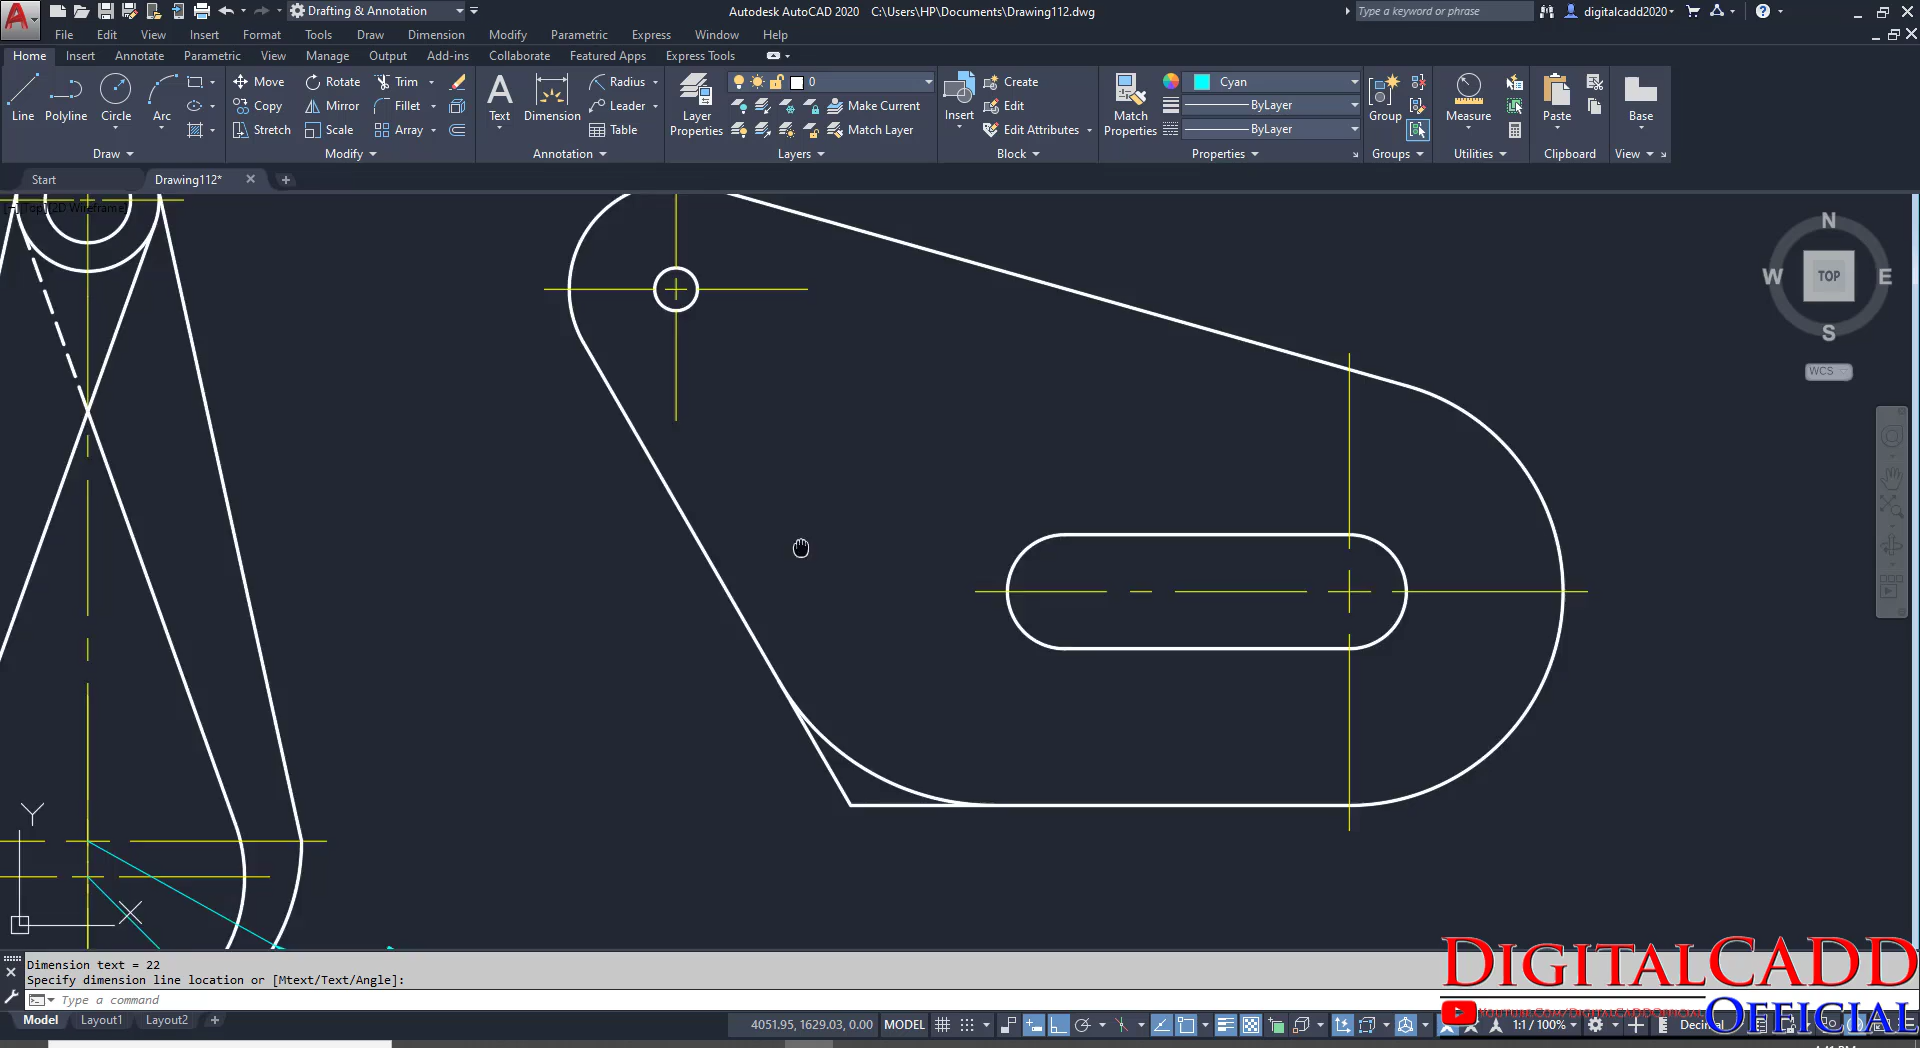 Drafting & Annotation
Autodesk AutoCAD 2020 C:\Users\HP\Documents\Drawing112.dwg
Type a keyword or phrase
digitalcadd2020
File Edit View Insert Format Tools Draw Dimension Modify Parametric Express Window Help
Home Insert Annotate Parametric View Manage Output Add-ins Collaborate Featured Apps Express Tools
Line Polyline Circle Arc
Move Rotate Trim
Copy Mirror Fillet
Stretch Scale Array
Text Dimension
Radius
Leader
Table
Layer Properties
0
Make Current
Match Layer
Insert
Create
Edit
Edit Attributes
Match Properties
Cyan
ByLayer
ByLayer
Group
Measure
Paste
Base
Draw Modify Annotation Layers Block Properties Groups Utilities Clipboard View
Start Drawing112*
[Top] [2D Wireframe]
N
W TOP E
S
WCS
Y
X
Dimension text = 22
Specify dimension line location or [Mtext/Text/Angle]:
Type a command
Model Layout1 Layout2
4051.95, 1629.03, 0.00 MODEL
1:1 / 100%
DIGITALCADD
OFFICIAL